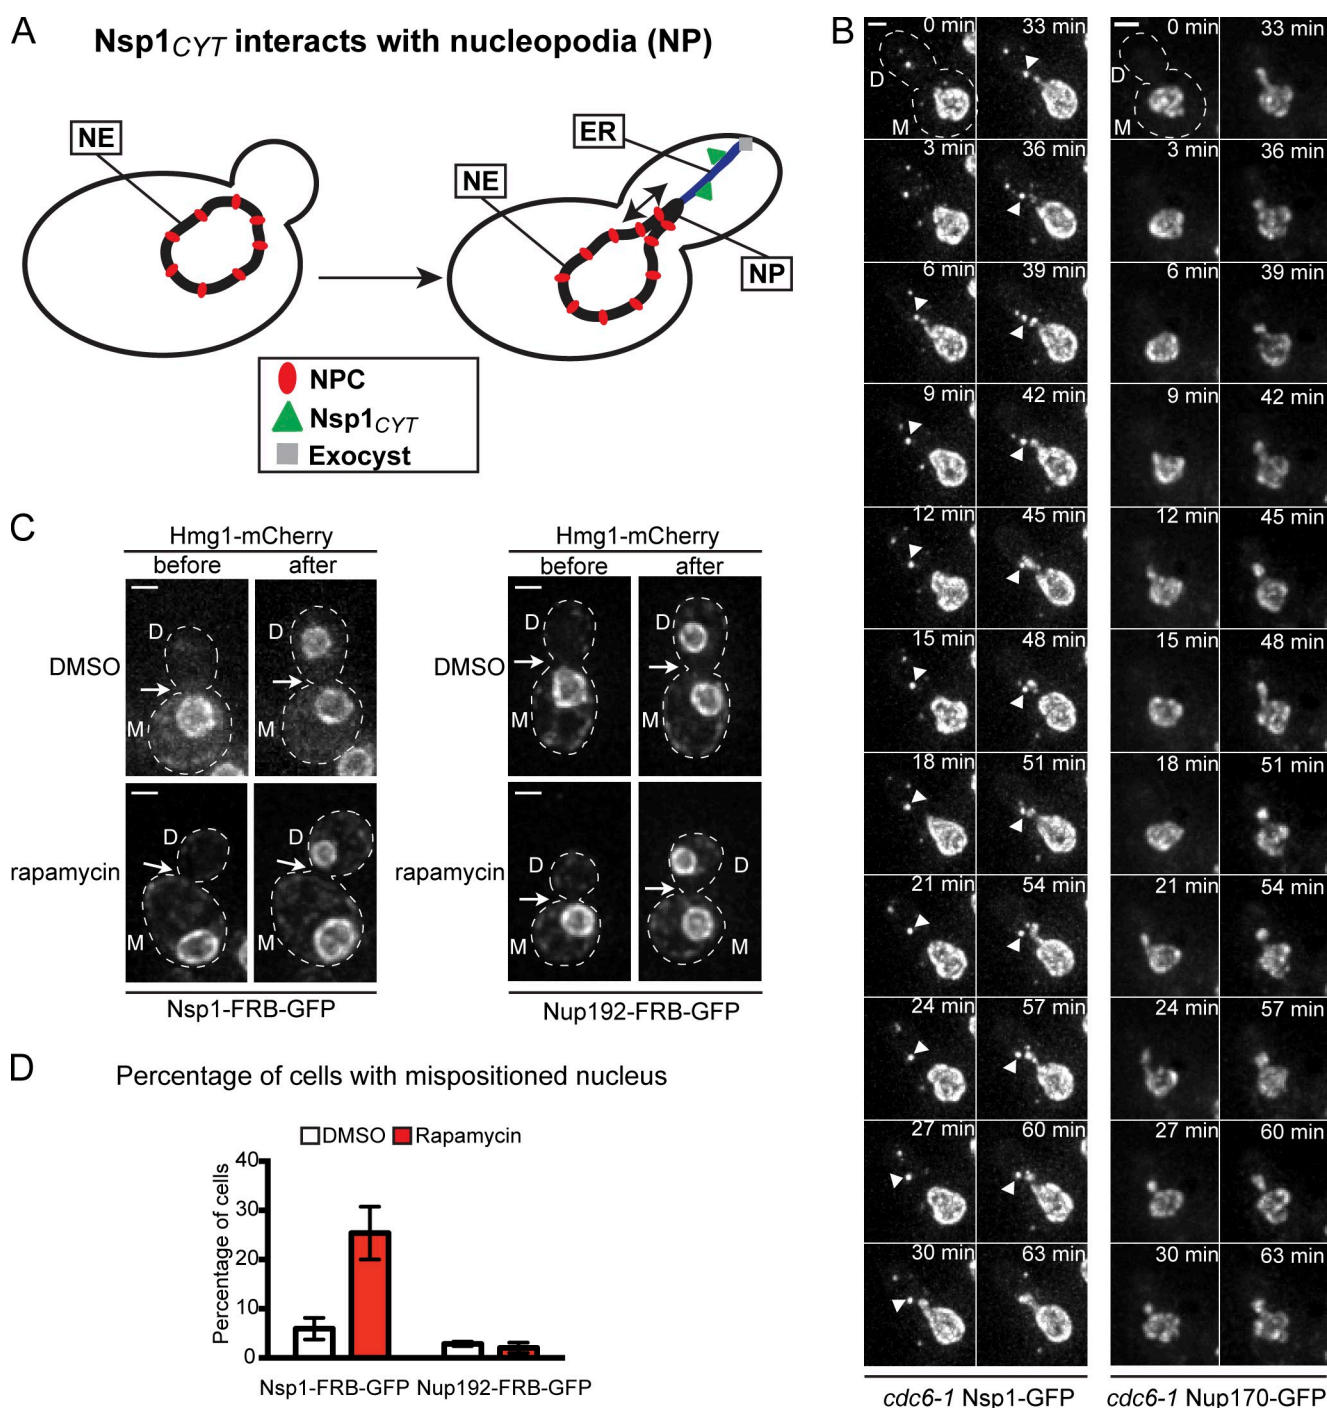 A
Nsp1CYT interacts with nucleopodia (NP)
NE
NE
ER
NP
NPC
Nsp1CYT
Exocyst
B
0 min
33 min
D
M
3 min
36 min
6 min
39 min
9 min
42 min
12 min
45 min
15 min
48 min
18 min
51 min
21 min
54 min
24 min
57 min
27 min
60 min
30 min
63 min
cdc6-1 Nsp1-GFP
0 min
33 min
D
M
3 min
36 min
6 min
39 min
9 min
42 min
12 min
45 min
15 min
48 min
18 min
51 min
21 min
54 min
24 min
57 min
27 min
60 min
30 min
63 min
cdc6-1 Nup170-GFP
C
Hmg1-mCherry
before after
DMSO
D
M
D
M
rapamycin
D
M
D
M
Nsp1-FRB-GFP
Hmg1-mCherry
before after
DMSO
D
M
D
M
rapamycin
D
M
D
M
Nup192-FRB-GFP
D
Percentage of cells with mispositioned nucleus
DMSO Rapamycin
Percentage of cells
40
30
20
10
0
Nsp1-FRB-GFP Nup192-FRB-GFP